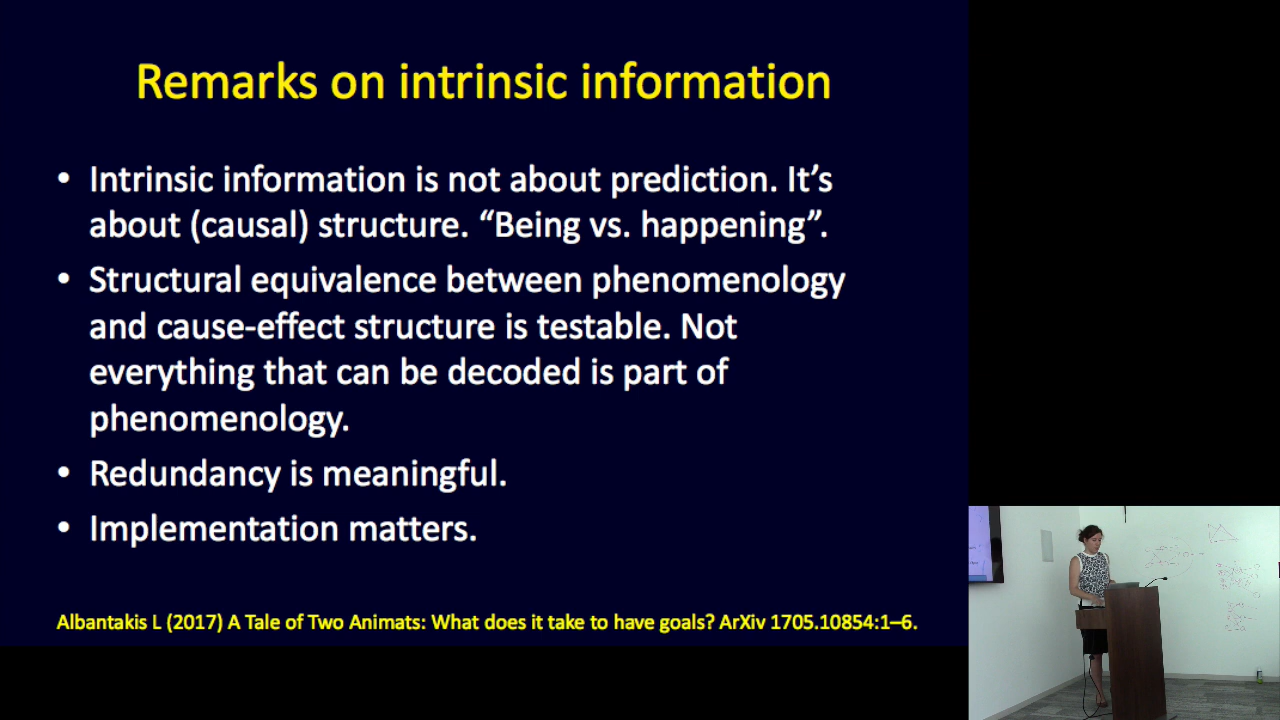 Remarks on intrinsic information
• Intrinsic information is not about prediction. It’s
about (causal) structure. “Being vs. happening”.
• Structural equivalence between phenomenology
and cause-effect structure is testable. Not
everything that can be decoded is part of
phenomenology.
• Redundancy is meaningful.
• Implementation matters.
Albantakis L (2017) A Tale of Two Animats: What does it take to have goals? ArXiv 1705.10854:1–6.